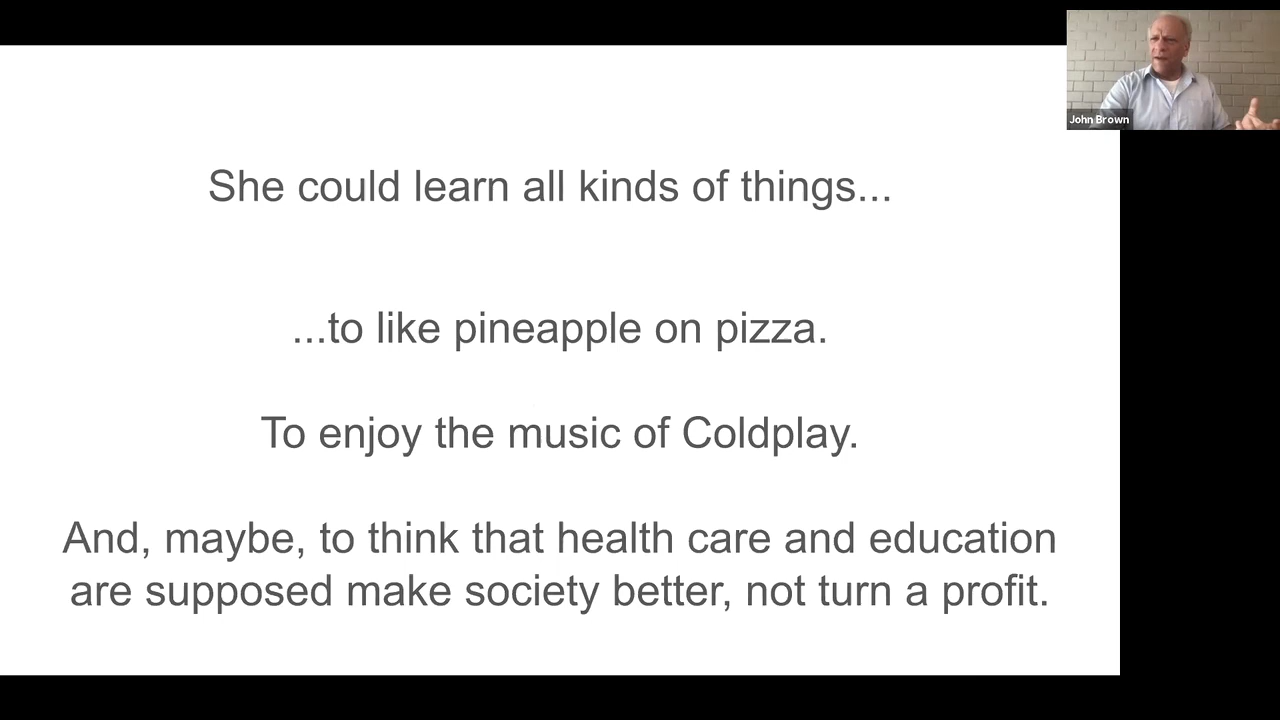 John Brown
She could learn all kinds of things...
...to like pineapple on pizza.
To enjoy the music of Coldplay.
And, maybe, to think that health care and education
are supposed make society better, not turn a profit.